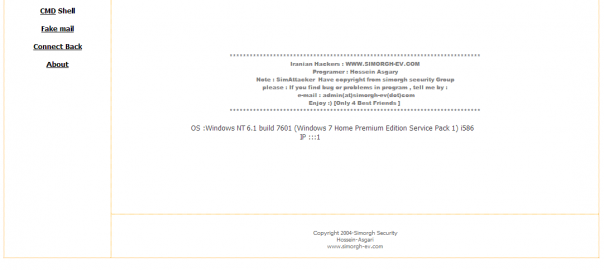 CMD Shell
Fake mail
Connect Back
About
******************************************************************************
Iranian Hackers : WWW.SIMORGH-EV.COM
Programer : Hossein Asgary
Note : SimAttacker Have copyright from simorgh security Group
please : If you find bug or problems in program , tell me by :
e-mail : admin(at)simorgh-ev(dot)com
Enjoy :) [Only 4 Best Friends ]
******************************************************************************
OS :Windows NT 6.1 build 7601 (Windows 7 Home Premium Edition Service Pack 1) i586
IP :::1
Copyright 2004-Simorgh Security
Hossein-Asgari
www.simorgh-ev.com